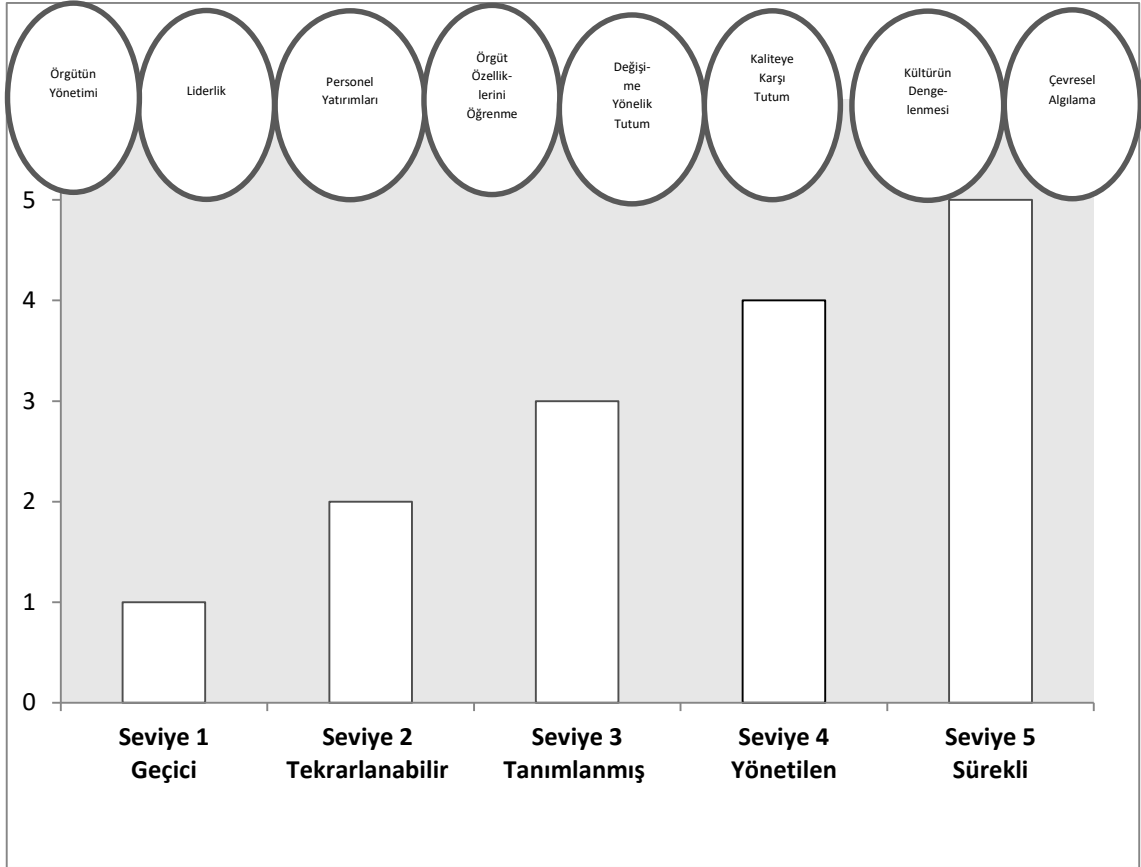 Örgütün
Yönetimi
Liderlik
Personel
Yatırımları
Örgüt
Özellik-
lerini
Öğrenme
Değişi-
me
Yönelik
Tutum
Kaliteye
Karşı
Tutum
Kültürün
Denge-
lenmesi
Çevresel
Algılama
5
4
3
2
1
0
Seviye 1
Geçici
Seviye 2
Tekrarlanabilir
Seviye 3
Tanımlanmış
Seviye 4
Yönetilen
Seviye 5
Sürekli